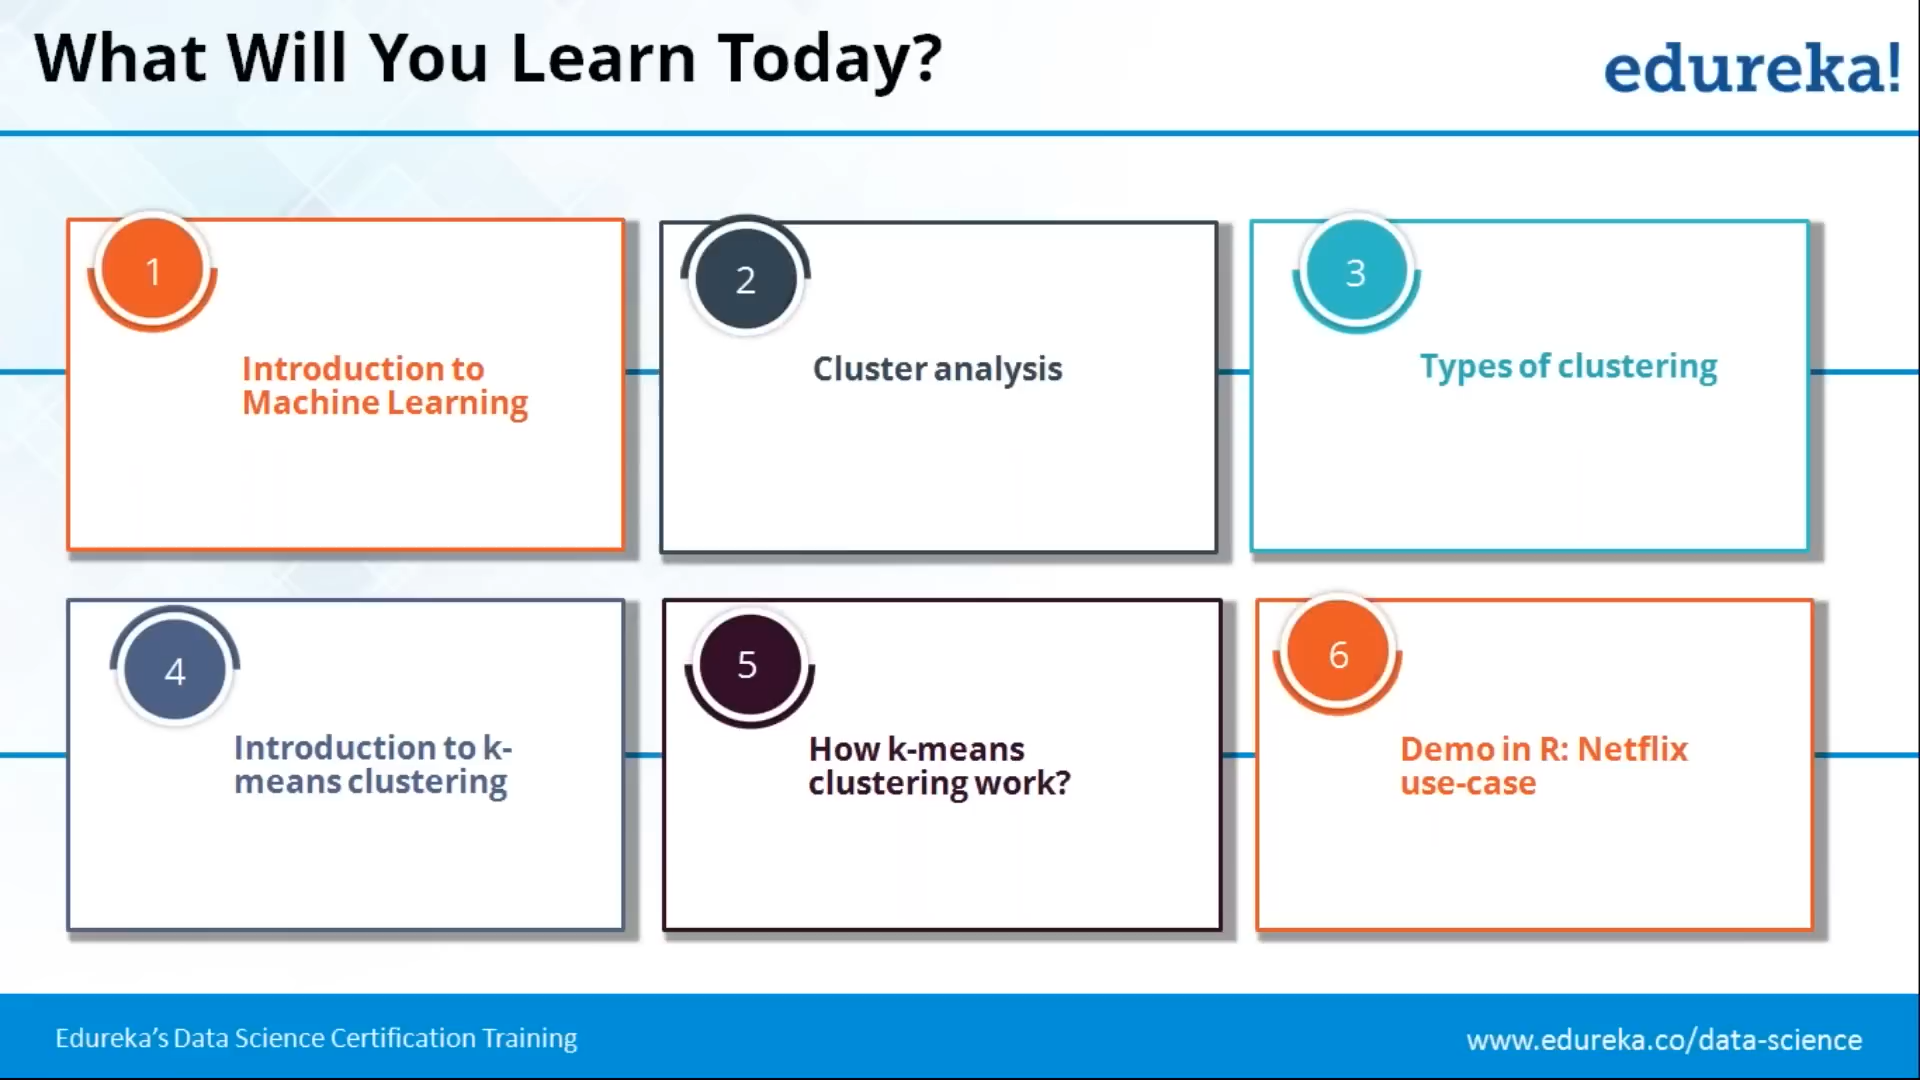 What Will You Learn Today?
edureka!
1
Introduction to
Machine Learning
2
Cluster analysis
3
Types of clustering
4
Introduction to k-
means clustering
5
How k-means
clustering work?
6
Demo in R: Netflix
use-case
Edureka’s Data Science Certification Training
www.edureka.co/data-science